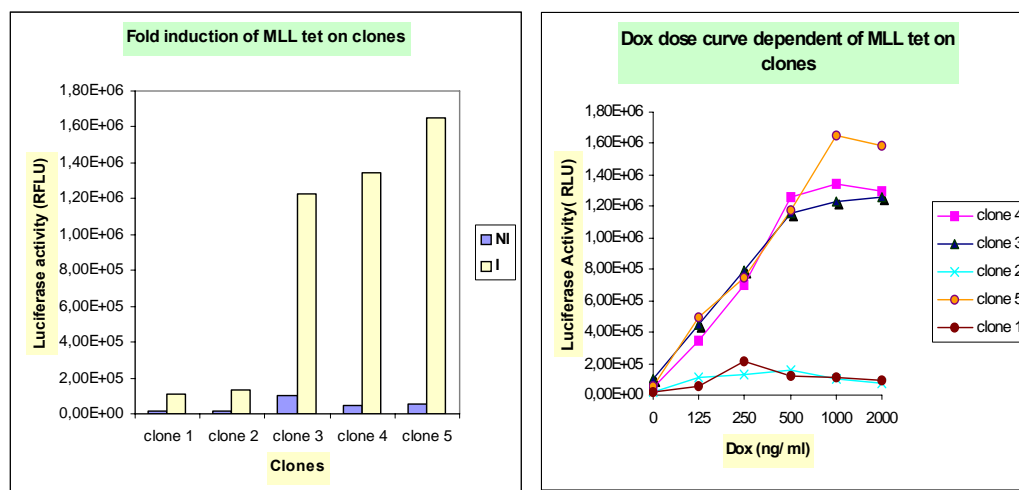 Fold induction of MLL tet on clones
1,80E+06
1,60E+06
1,40E+06
1,20E+06
1,00E+06
8,00E+05
6,00E+05
4,00E+05
2,00E+05
0,00E+00
Luciferase activity (RFLU)
clone 1 clone 2 clone 3 clone 4 clone 5
Clones
NI
I
Dox dose curve dependent of MLL tet on
clones
1,80E+06
1,60E+06
1,40E+06
1,20E+06
1,00E+06
8,00E+05
6,00E+05
4,00E+05
2,00E+05
0,00E+00
Luciferase Activity( RLU)
0 125 250 500 1000 2000
Dox (ng/ ml)
clone 4
clone 3
clone 2
clone 5
clone 1